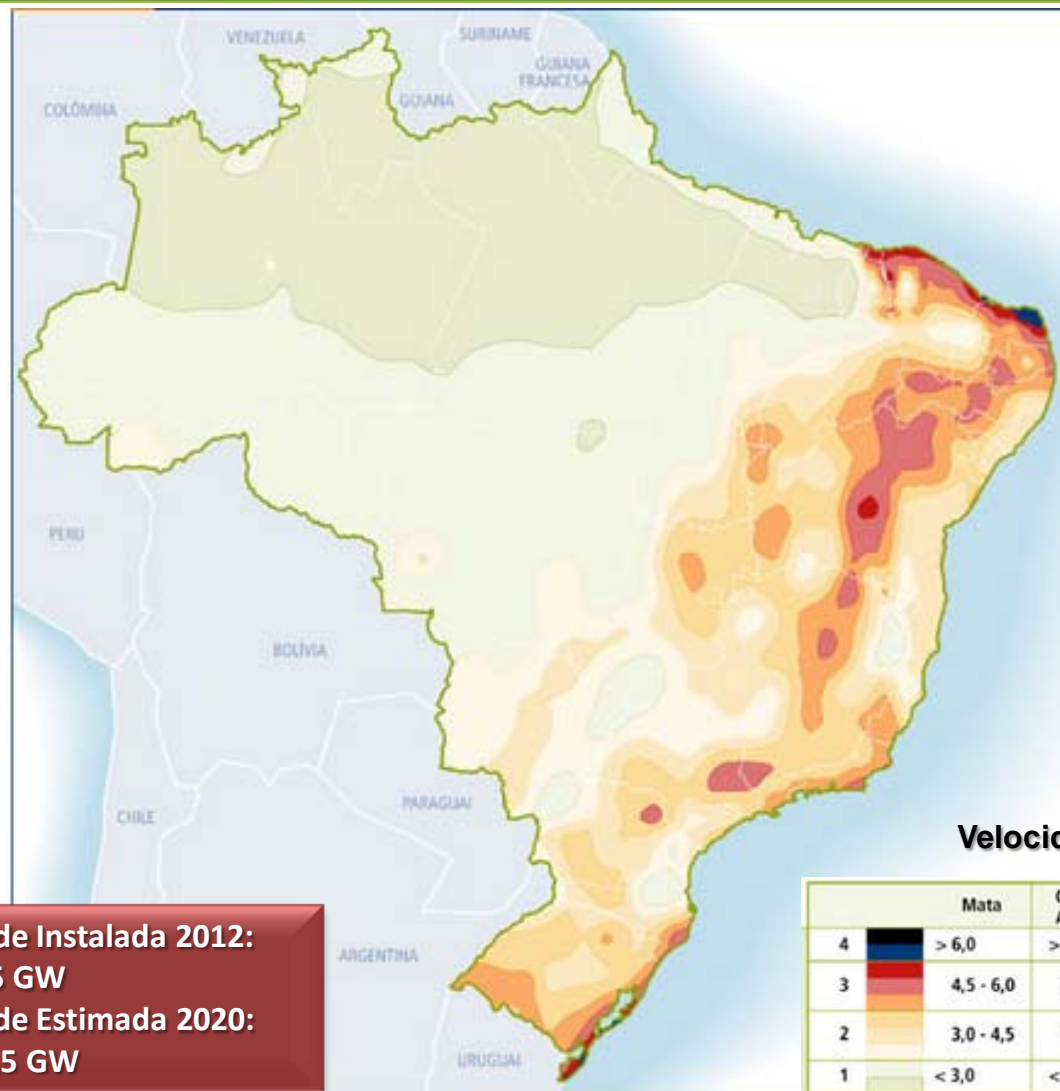 VENEZUELA
SURINAME
GUIANA
FRANCESA
COLÔMBIA
GUIANA
PERU
BOLÍVIA
CHILE
PARAGUAI
ARGENTINA
URUGUAI
de Instalada 2012:
GW
de Estimada 2020:
5 GW
Mata
4 > 6,0 >
3 4,5 - 6,0
2 3,0 - 4,5
1 < 3,0 <